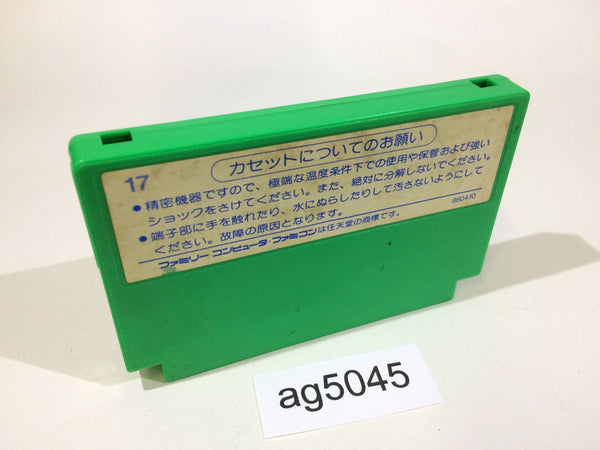 カセットについてのお願い
17
●精密機器ですので、極端な温度条件下での使用や保管および強い
ショックをさけてください。また、絶対に分解しないでください。
●端子部に手を触れたり、水にぬらしたりして汚さないようにして
ください。故障の原因となります。
860410
ファミリーコンピュータ・ファミコンは任天堂の商標です。
ag5045